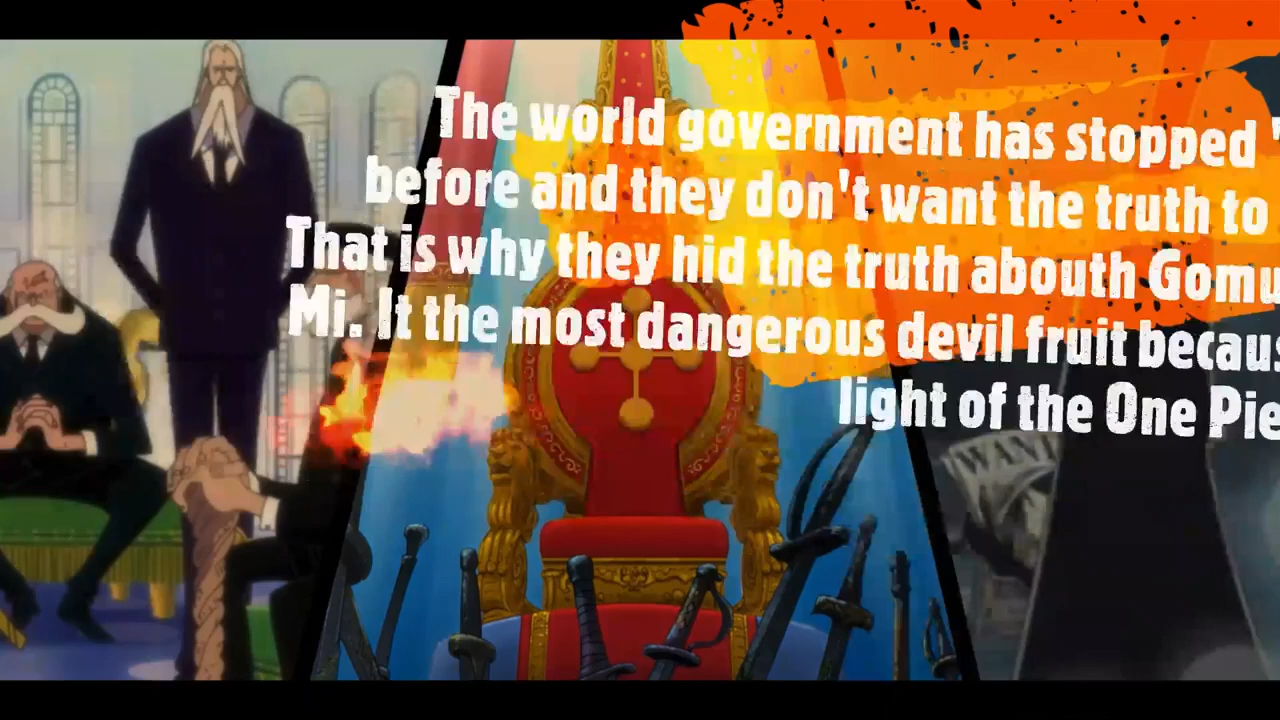 The world government has stopped
before and they don't want the truth to
That is why they hid the truth abouth Gomu
Mi. It the most dangerous devil fruit becaus
light of the One Pie
WANT